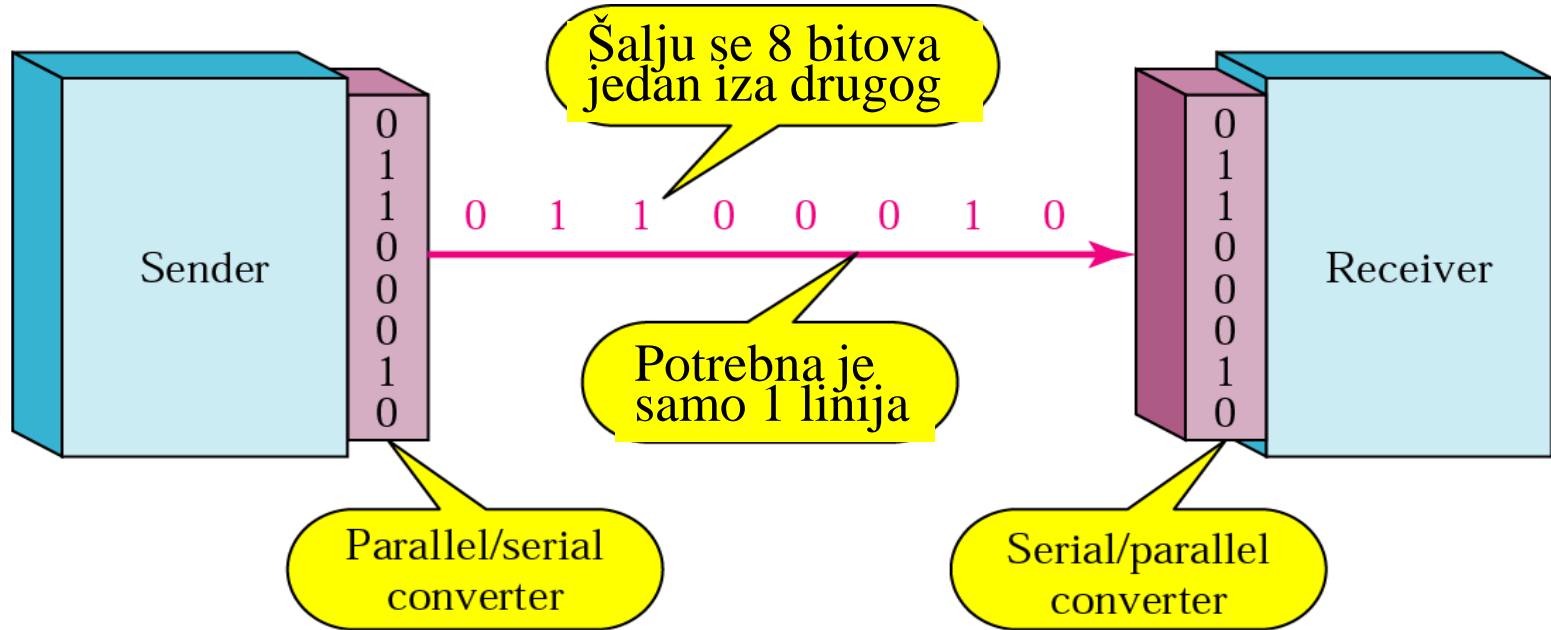 Šalju se 8 bitova
jedan iza drugog
0
1
1
0
0
0
1
0
0 1 1 0 0 0 1 0
0
1
1
0
0
0
1
0
Sender
Receiver
Potrebna je
samo 1 linija
Parallel/serial
converter
Serial/parallel
converter